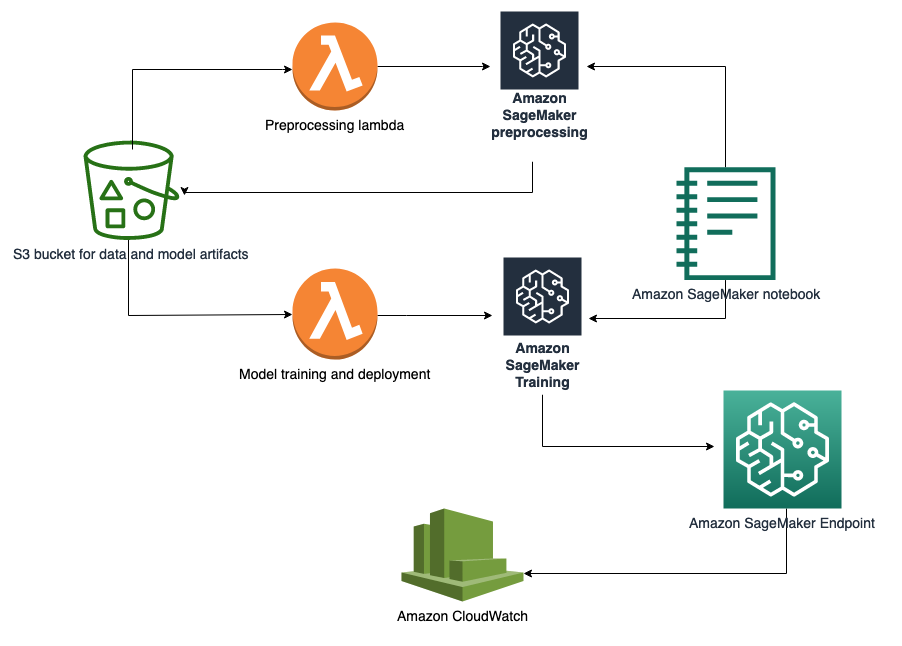 Preprocessing lambda
Amazon
SageMaker
preprocessing
S3 bucket for data and model artifacts
Amazon SageMaker notebook
Model training and deployment
Amazon
SageMaker
Training
Amazon SageMaker Endpoint
Amazon CloudWatch